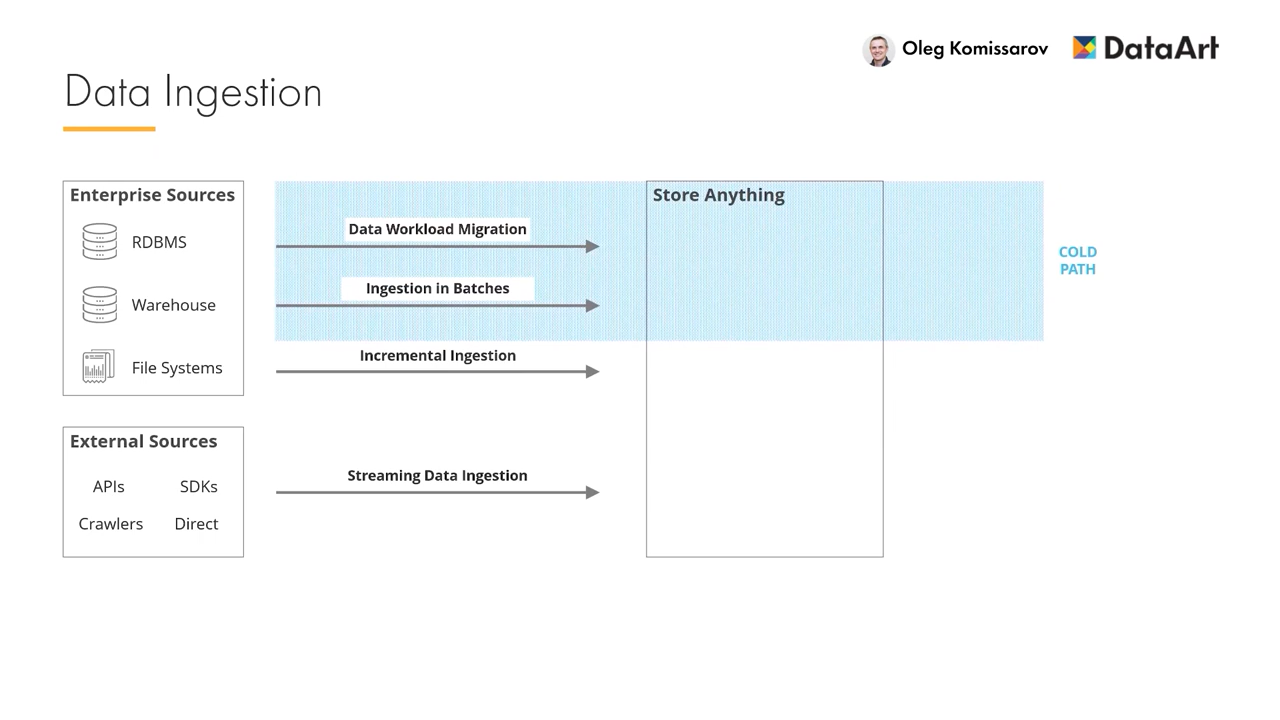 Oleg Komissarov
DataArt
Data Ingestion
Enterprise Sources
RDBMS
Warehouse
File Systems
External Sources
APIs SDKs
Crawlers Direct
Data Workload Migration
Ingestion in Batches
Incremental Ingestion
Streaming Data Ingestion
Store Anything
COLD
PATH